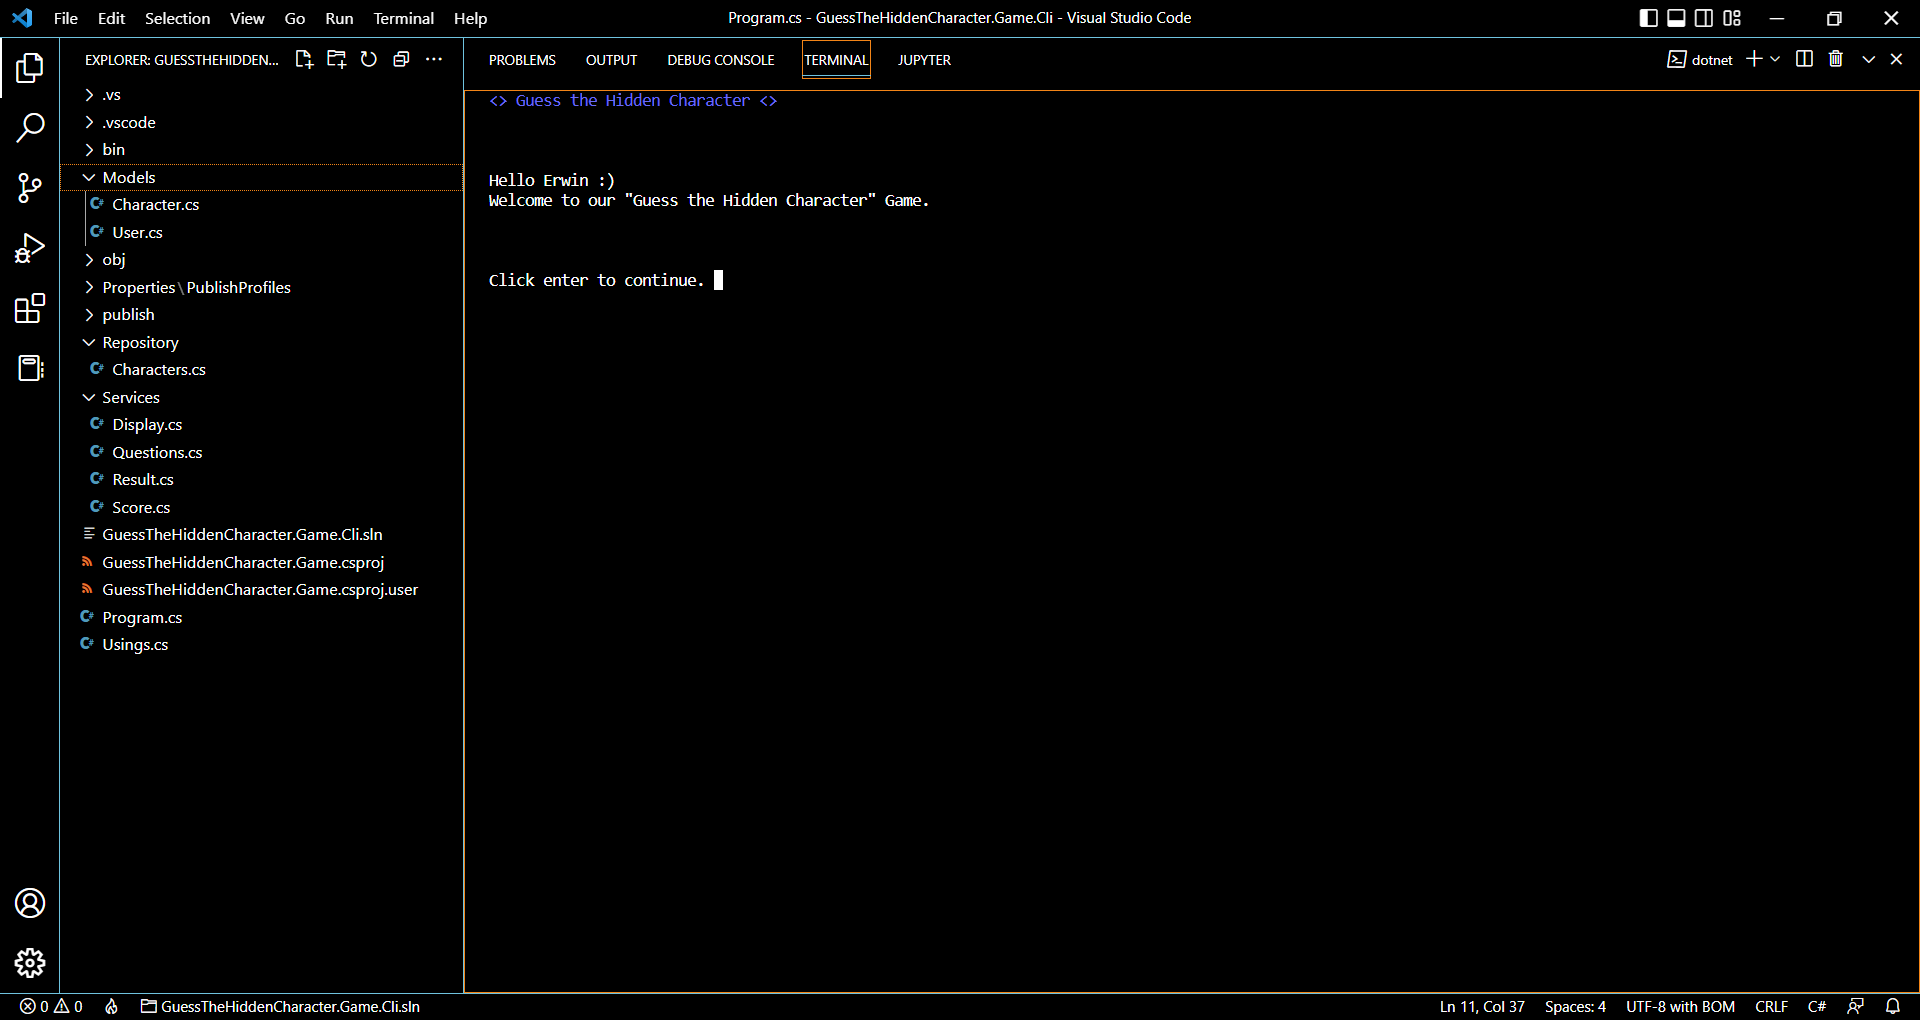 File Edit Selection View Go Run Terminal Help
Program.cs - GuessTheHiddenCharacter.Game.Cli - Visual Studio Code
EXPLORER: GUESSTHEHIDDEN...
.vs
.vscode
bin
Models
Character.cs
User.cs
obj
Properties\PublishProfiles
publish
Repository
Characters.cs
Services
Display.cs
Questions.cs
Result.cs
Score.cs
GuessTheHiddenCharacter.Game.Cli.sln
GuessTheHiddenCharacter.Game.csproj
GuessTheHiddenCharacter.Game.csproj.user
Program.cs
Usings.cs
PROBLEMS OUTPUT DEBUG CONSOLE TERMINAL JUPYTER
dotnet
<> Guess the Hidden Character <>
Hello Erwin :)
Welcome to our "Guess the Hidden Character" Game.
Click enter to continue.
0 0 GuessTheHiddenCharacter.Game.Cli.sln
Ln 11, Col 37 Spaces: 4 UTF-8 with BOM CRLF C#